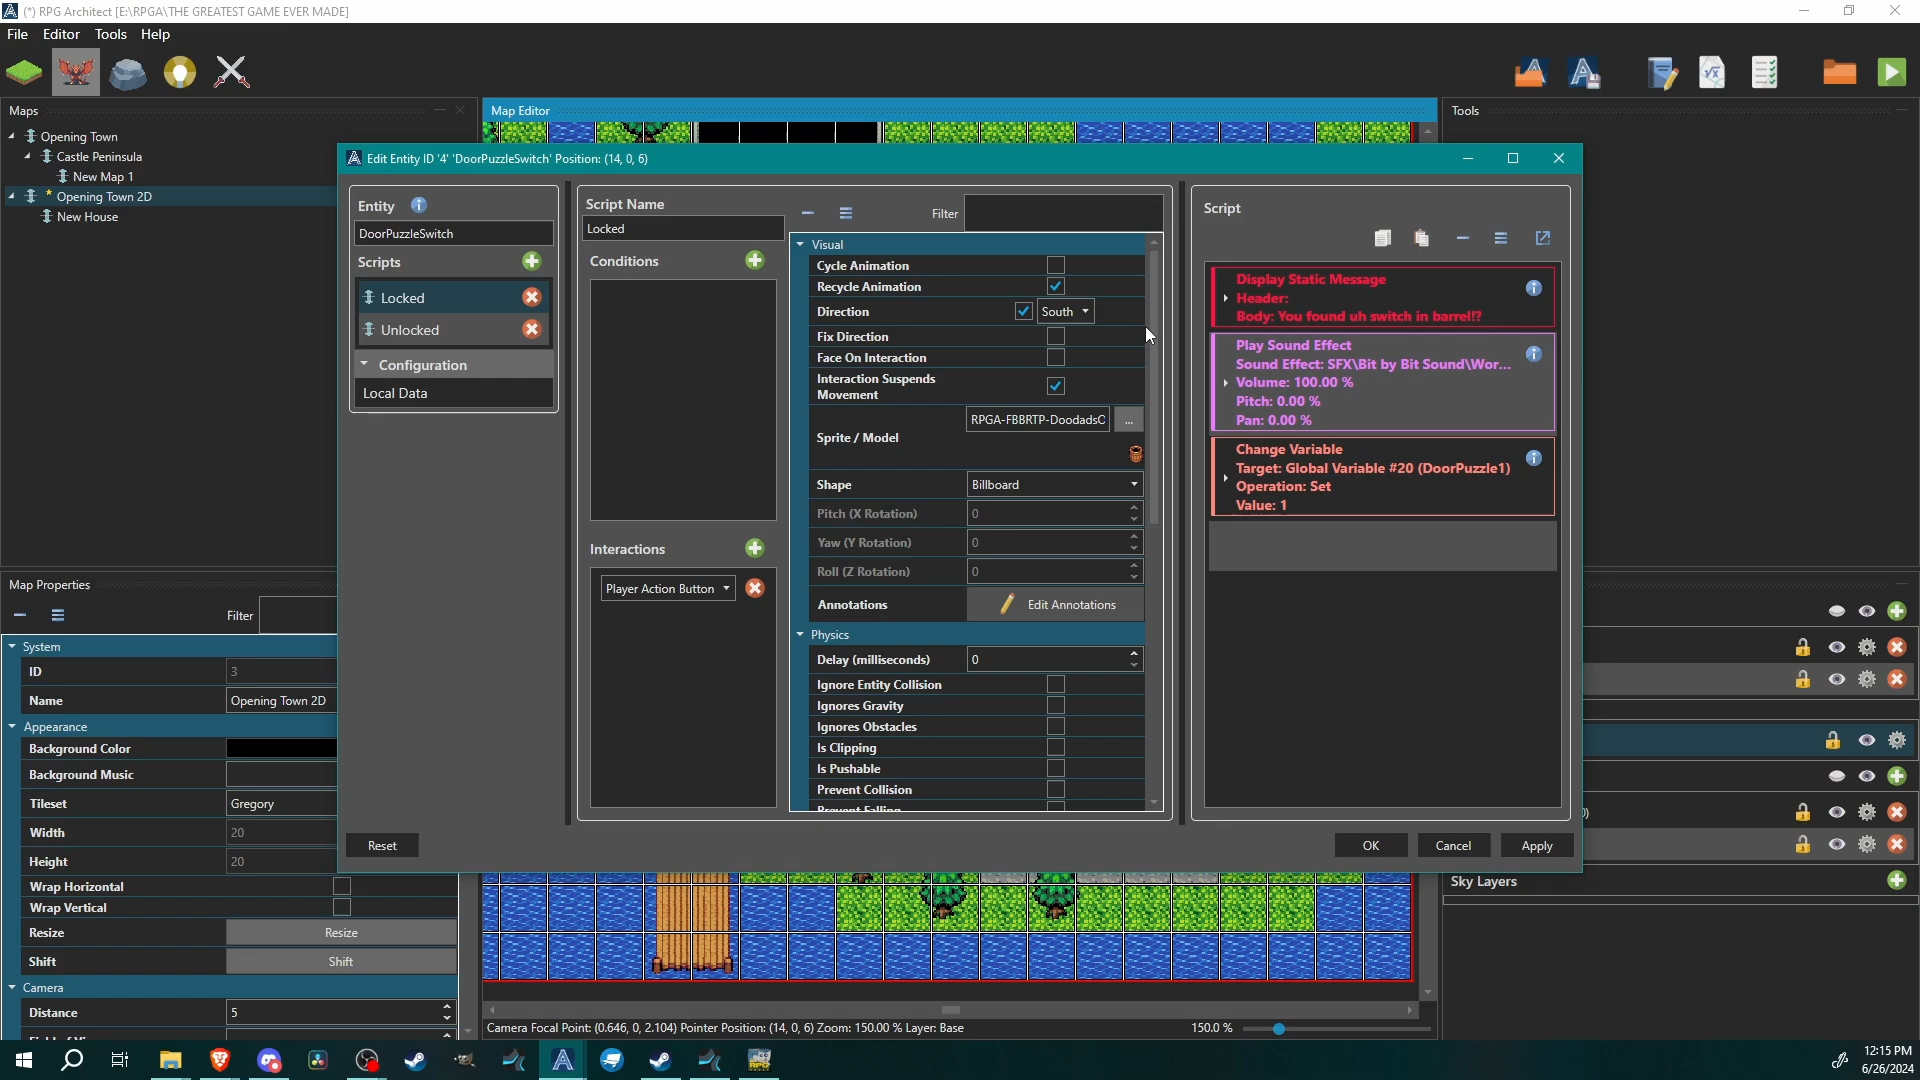 (*) RPG Architect [E:\RPGA\THE GREATEST GAME EVER MADE]
File Editor Tools Help
Maps
Opening Town
Castle Peninsula
New Map 1
* Opening Town 2D
New House
Map Editor
Tools
Edit Entity ID '4' 'DoorPuzzleSwitch' Position: (14, 0, 6)
Entity
DoorPuzzleSwitch
Scripts
Locked
Unlocked
Configuration
Local Data
Script Name
Locked
Conditions
Interactions
Player Action Button
Filter
Visual
Cycle Animation
Recycle Animation
Direction South
Fix Direction
Face On Interaction
Interaction Suspends
Movement
Sprite / Model RPGA-FBBRTP-DoodadsC ...
Shape Billboard
Pitch (X Rotation) 0
Yaw (Y Rotation) 0
Roll (Z Rotation) 0
Annotations Edit Annotations
Physics
Delay (milliseconds) 0
Ignore Entity Collision
Ignores Gravity
Ignores Obstacles
Is Clipping
Is Pushable
Prevent Collision
Prevent Falling
Script
Display Static Message
Header:
Body: You found uh switch in barrel!?
Play Sound Effect
Sound Effect: SFX\Bit by Bit Sound\Wor...
Volume: 100.00 %
Pitch: 0.00 %
Pan: 0.00 %
Change Variable
Target: Global Variable #20 (DoorPuzzle1)
Operation: Set
Value: 1
Reset
OK
Cancel
Apply
Map Properties
Filter
System
ID 3
Name Opening Town 2D
Appearance
Background Color
Background Music
Tileset Gregory
Width 20
Height 20
Wrap Horizontal
Wrap Vertical
Resize Resize
Shift Shift
Camera
Distance 5
Sky Layers
Camera Focal Point: (0.646, 0, 2.104) Pointer Position: (14, 0, 6) Zoom: 150.00 % Layer: Base
150.0 %
12:15 PM
6/26/2024